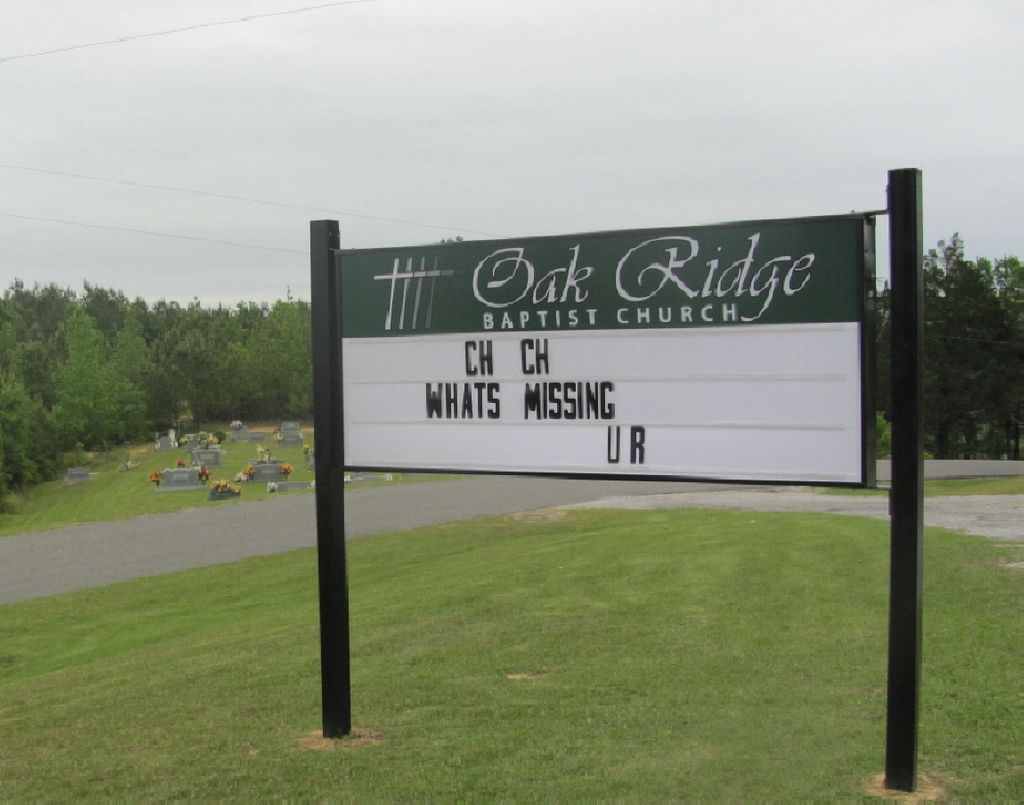 Oak Ridge
BAPTIST CHURCH
CH CH
WHATS MISSING
U R